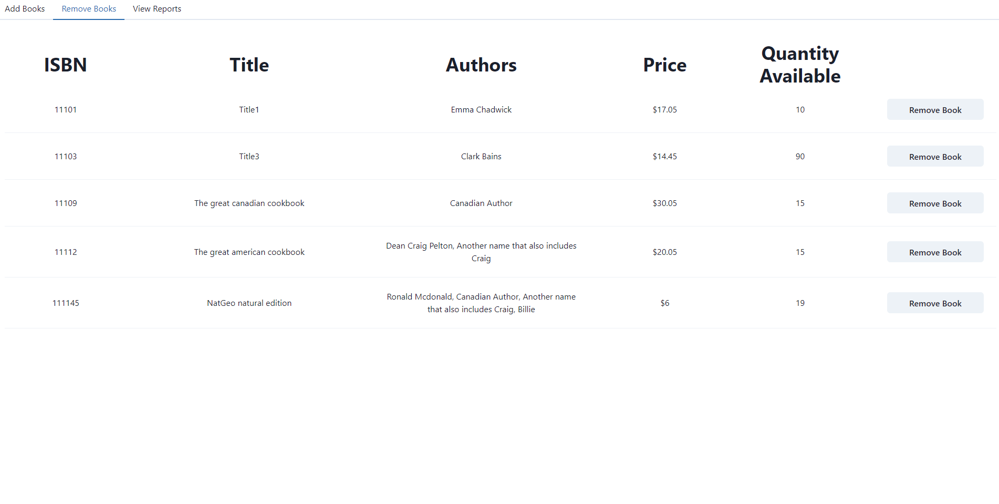 Add Books Remove Books View Reports
ISBN Title Authors Price Quantity Available
11101 Title1 Emma Chadwick $17.05 10 Remove Book
11103 Title3 Clark Bains $14.45 90 Remove Book
11109 The great canadian cookbook Canadian Author $30.05 15 Remove Book
11112 The great american cookbook Dean Craig Pelton, Another name that also includes Craig $20.05 15 Remove Book
111145 NatGeo natural edition Ronald Mcdonald, Canadian Author, Another name that also includes Craig, Billie $6 19 Remove Book